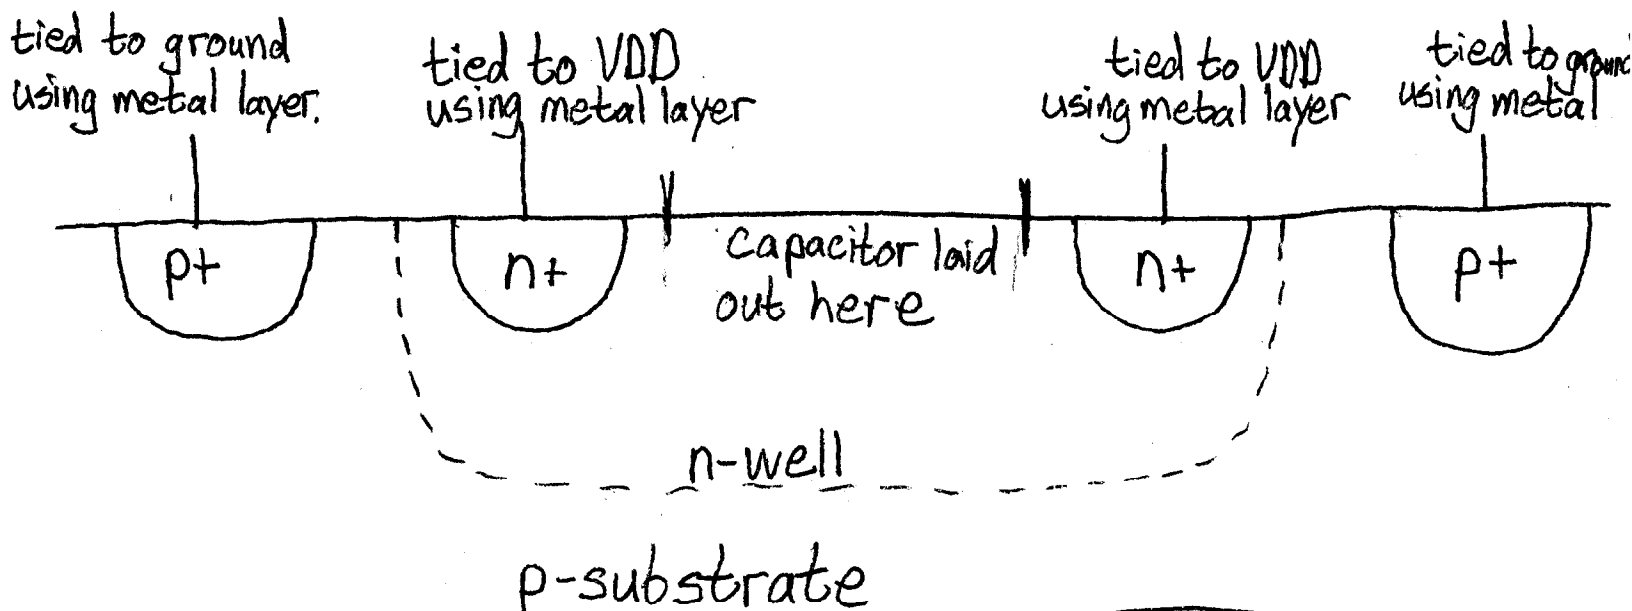 tied to ground
using metal layer.
tied to VDD
using metal layer
tied to VDD
using metal layer
tied to ground
using metal
p+
n+
capacitor laid
out here
n+
p+
n-well
p-substrate